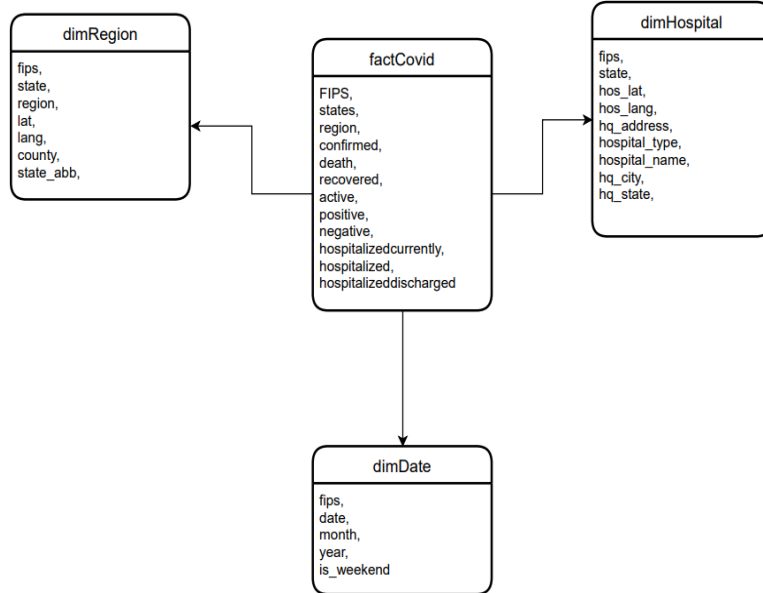 dimRegion
fips,
state,
region,
lat,
lang,
county,
state_abb,
factCovid
FIPS,
states,
region,
confirmed,
death,
recovered,
active,
positive,
negative,
hospitalizedcurrently,
hospitalized,
hospitalizeddischarged
dimHospital
fips,
state,
hos_lat,
hos_lang,
hq_address,
hospital_type,
hospital_name,
hq_city,
hq_state,
dimDate
fips,
date,
month,
year,
is_weekend